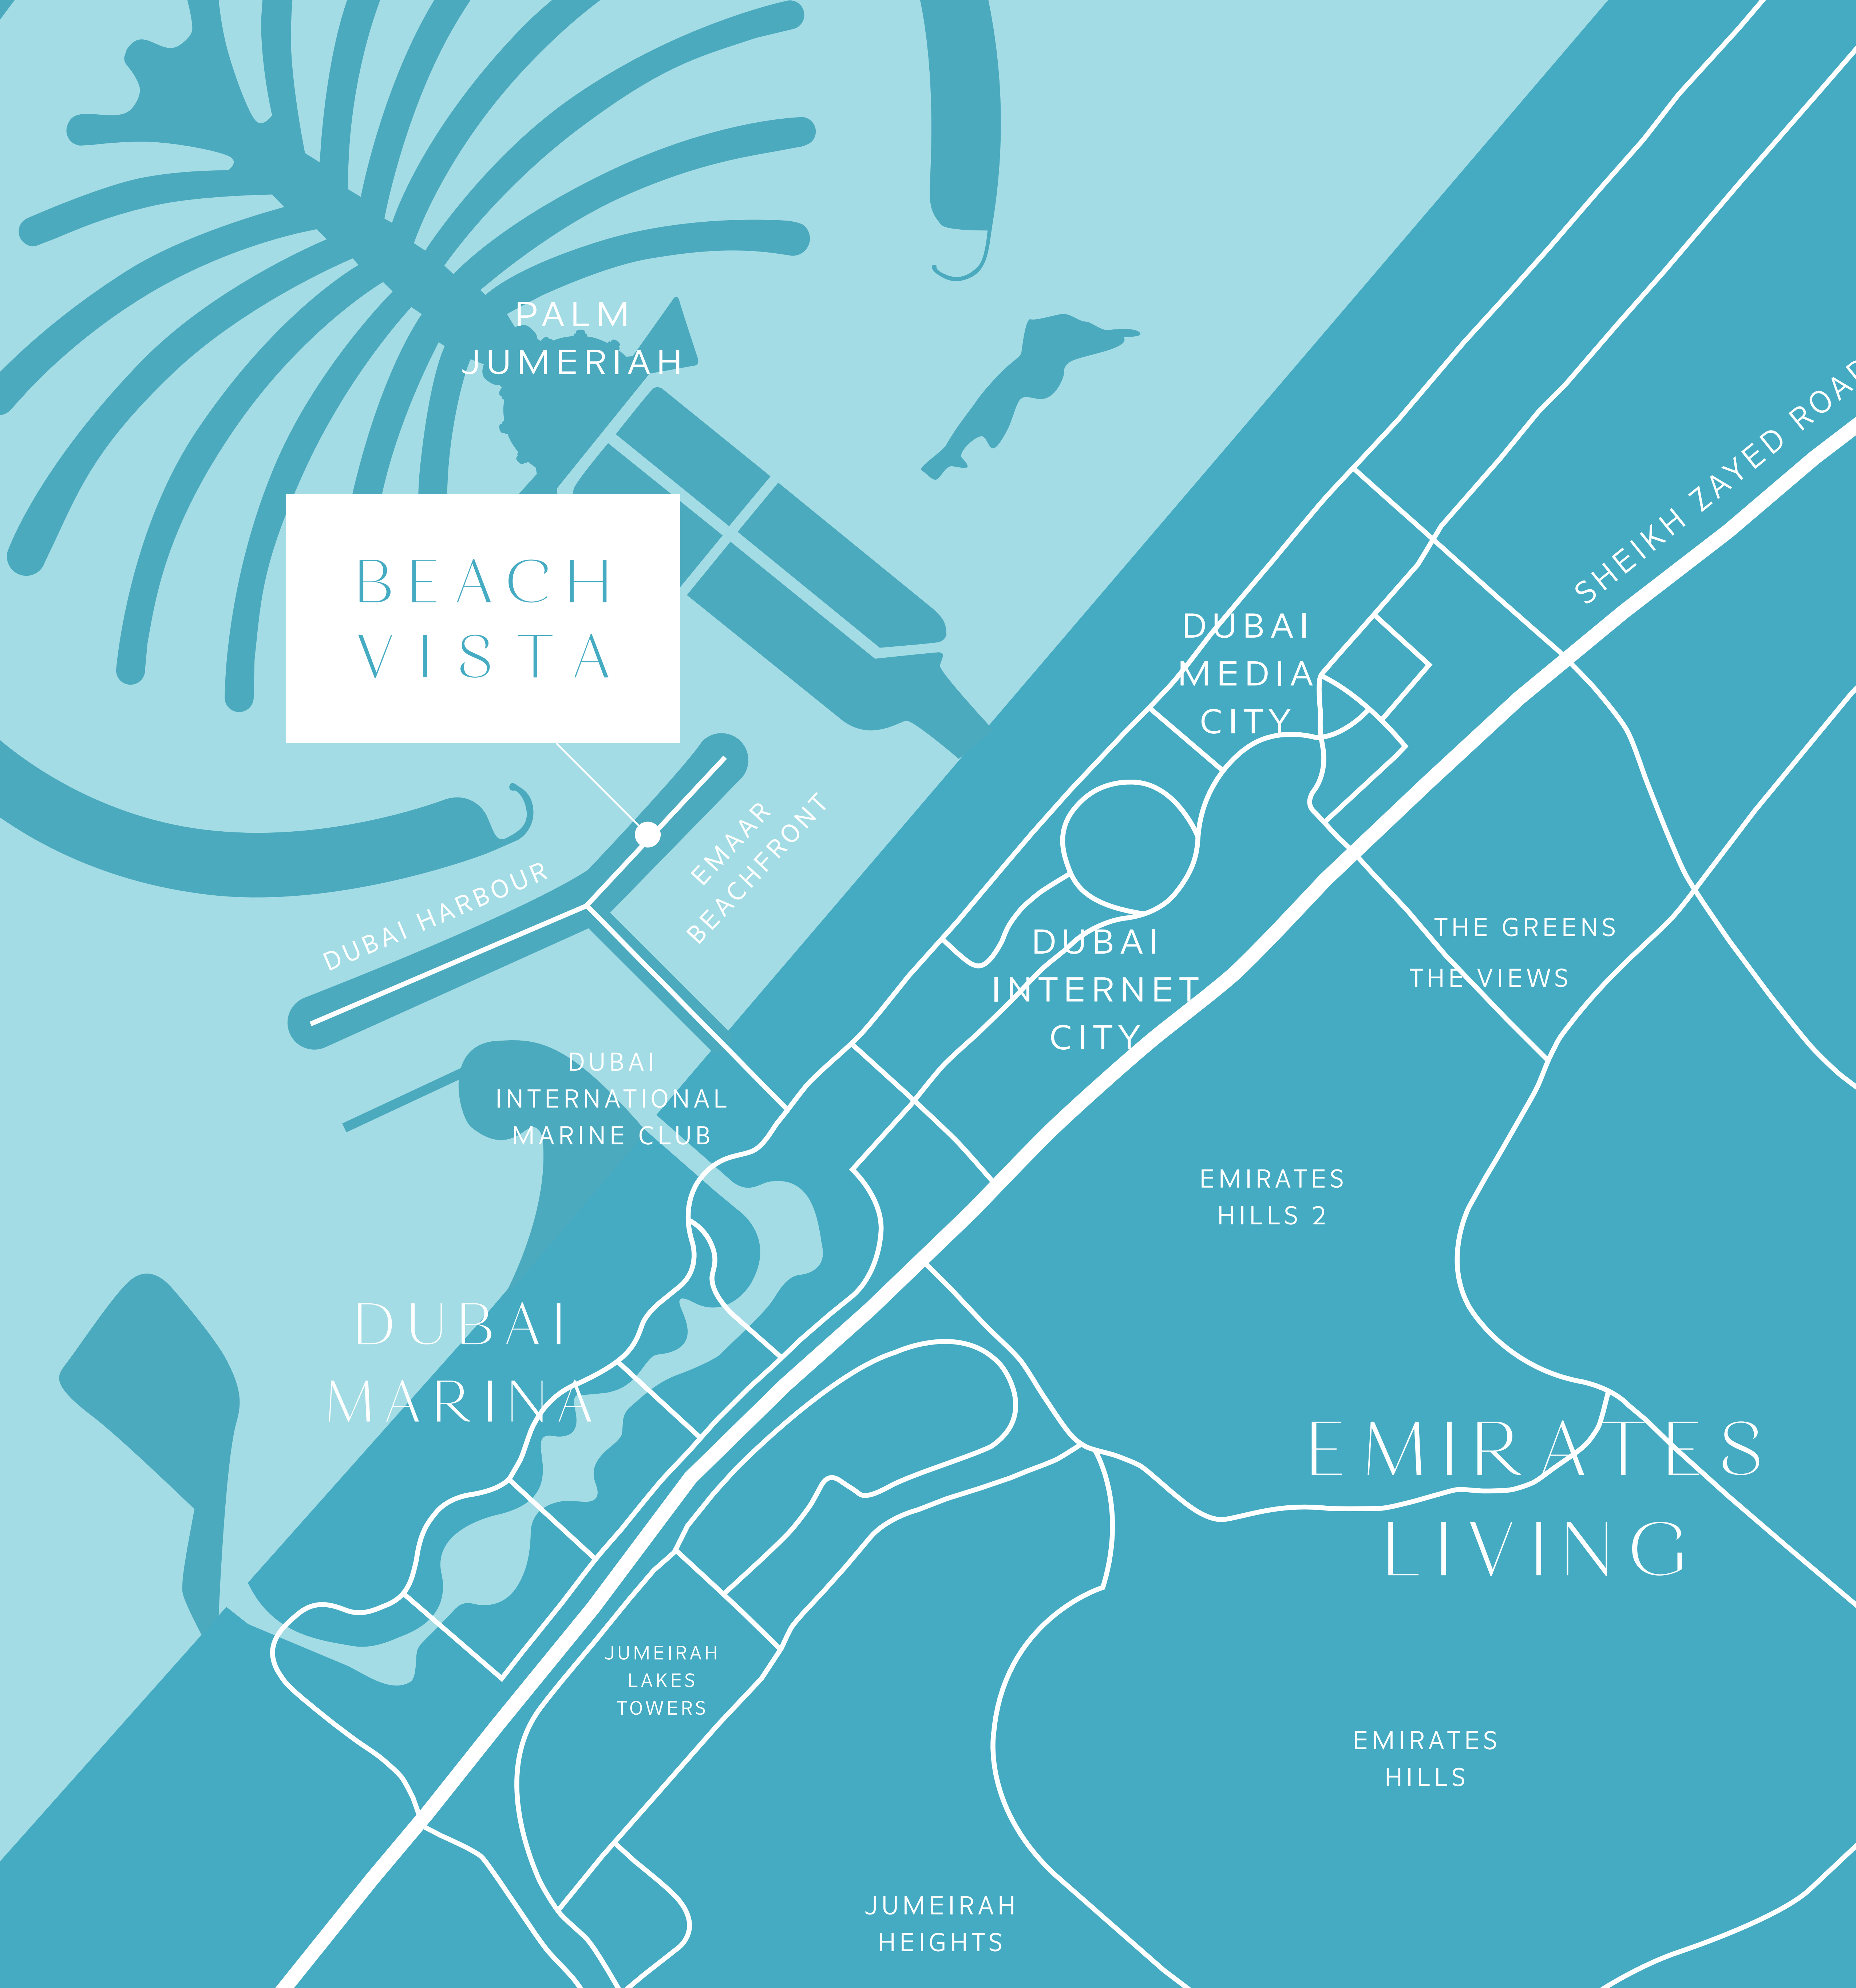 PALM
JUMERIAH
BEACH
VISTA
SHEIKH ZAYED ROAD
DUBAI
MEDIA
CITY
EMAAR
BEACHFRONT
DUBAI HARBOUR
DUBAI
INTERNET
CITY
THE GREENS
THE VIEWS
DUBAI
INTERNATIONAL
MARINE CLUB
EMIRATES
HILLS 2
DUBAI
MARINA
EMIRATES
LIVING
JUMEIRAH
LAKES
TOWERS
EMIRATES
HILLS
JUMEIRAH
HEIGHTS